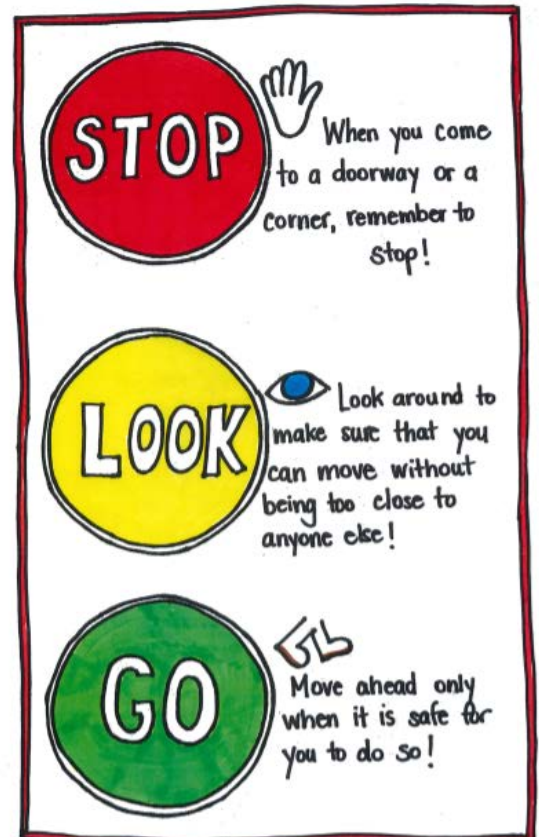 STOP
When you come
to a doorway or a
corner, remember to
stop!
LOOK
Look around to
make sure that you
can move without
being too close to
anyone else!
GO
Move ahead only
when it is safe for
you to do so!